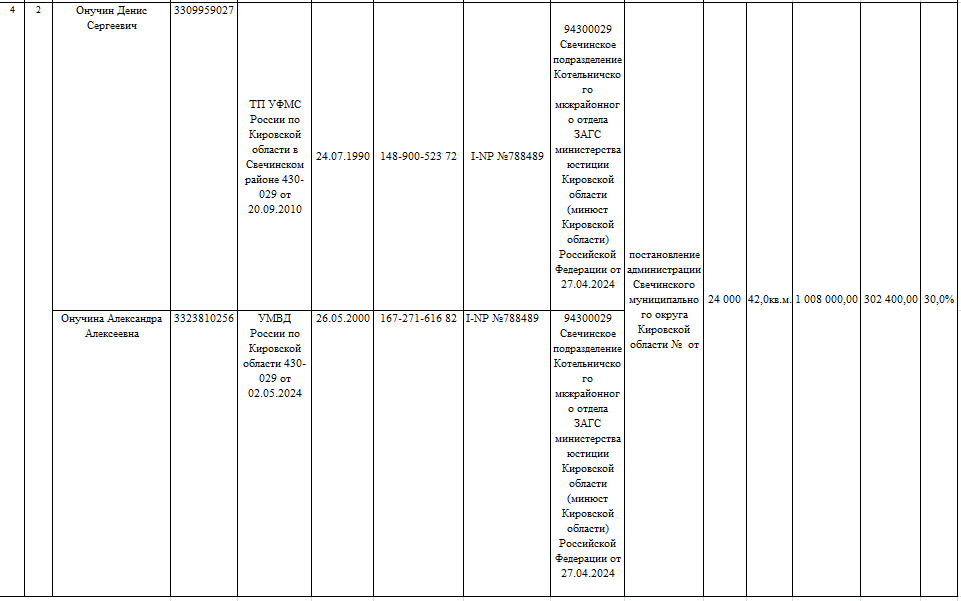 4
2
Онучин Денис
Сергеевич
3309959027
ТП УФМС
России по
Кировской
области в
Свечинском
районе 430-
029 от
20.09.2010
24.07.1990
148-900-523 72
I-NP №788489
94300029
Свечинское
подразделение
Котельничско
го
мкжрайонног
о отдела
ЗАГС
министерства
юстиции
Кировской
области
(минюст
Кировской
области)
Российской
Федерации от
27.04.2024
постановление
администрации
Свечинского
муниципально
го округа
Кировской
области № от
24 000
42,0кв.м.
1 008 000,00
302 400,00
30,0%
Онучина Александра
Алексеевна
3323810256
УМВД
России по
Кировской
области 430-
029 от
02.05.2024
26.05.2000
167-271-616 82
I-NP №788489
94300029
Свечинское
подразделение
Котельничско
го
мкжрайонног
о отдела
ЗАГС
министерства
юстиции
Кировской
области
(минюст
Кировской
области)
Российской
Федерации от
27.04.2024